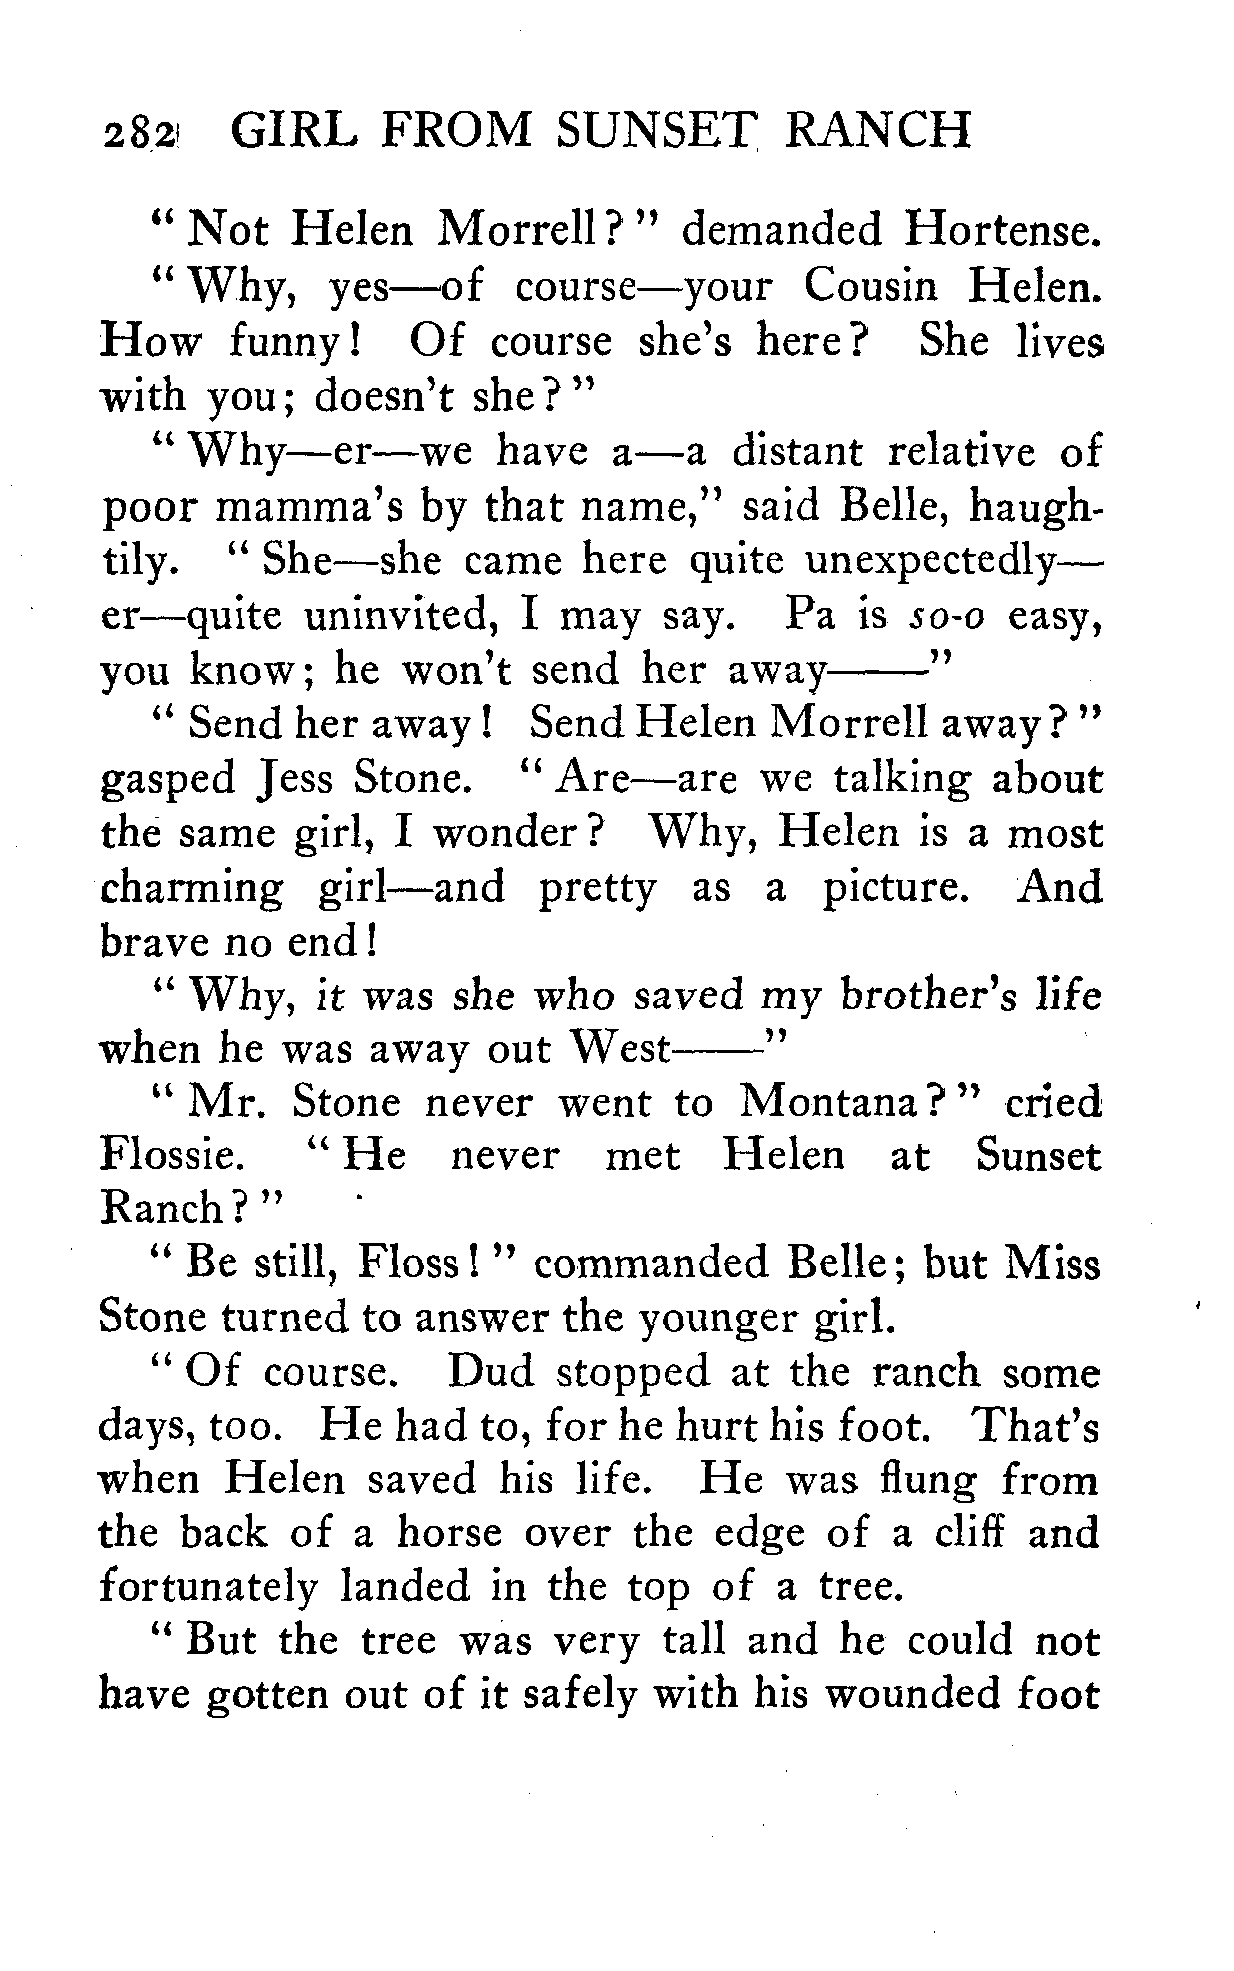 282 GIRL FROM SUNSET RANCH
" Not Helen Morrell ? " demanded Hortense.
" Why, yes—of course—your Cousin Helen.
How funny ! Of course she's here ? She lives
with you ; doesn't she ? "
" Why—er—we have a—a distant relative of
poor mamma's by that name," said Belle, haugh-
tily. " She—she came here quite unexpectedly—
er—quite uninvited, I may say. Pa is so-o easy,
you know ; he won't send her away——"
" Send her away ! Send Helen Morrell away ? "
gasped Jess Stone. " Are—are we talking about
the same girl, I wonder ? Why, Helen is a most
charming girl—and pretty as a picture. And
brave no end !
" Why, it was she who saved my brother's life
when he was away out West——"
" Mr. Stone never went to Montana ? " cried
Flossie. " He never met Helen at Sunset
Ranch ? "
" Be still, Floss ! " commanded Belle ; but Miss
Stone turned to answer the younger girl.
" Of course. Dud stopped at the ranch some
days, too. He had to, for he hurt his foot. That's
when Helen saved his life. He was flung from
the back of a horse over the edge of a cliff and
fortunately landed in the top of a tree.
" But the tree was very tall and he could not
have gotten out of it safely with his wounded foot